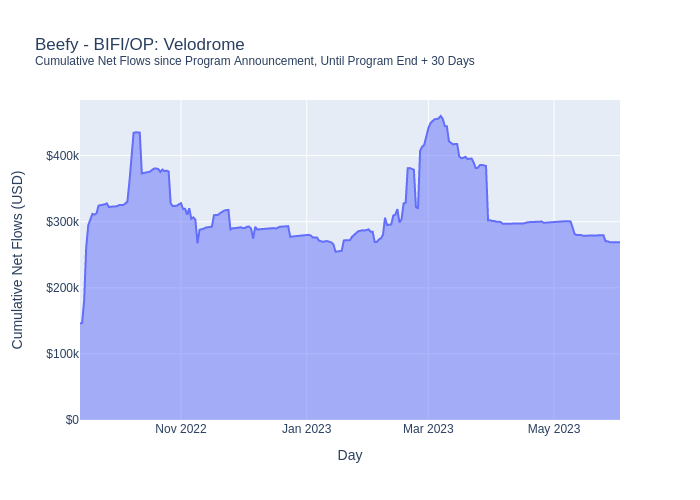 Beefy - BIFI/OP: Velodrome
Cumulative Net Flows since Program Announcement, Until Program End + 30 Days
Cumulative Net Flows (USD)
$400k
$300k
$200k
$100k
$0
Nov 2022
Jan 2023
Mar 2023
May 2023
Day